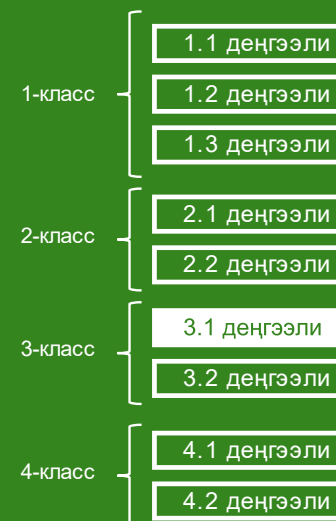 1-класс
1.1 деңгээли
1.2 деңгээли
1.3 деңгээли
2-класс
2.1 деңгээли
2.2 деңгээли
3-класс
3.1 деңгээли
3.2 деңгээли
4-класс
4.1 деңгээли
4.2 деңгээли